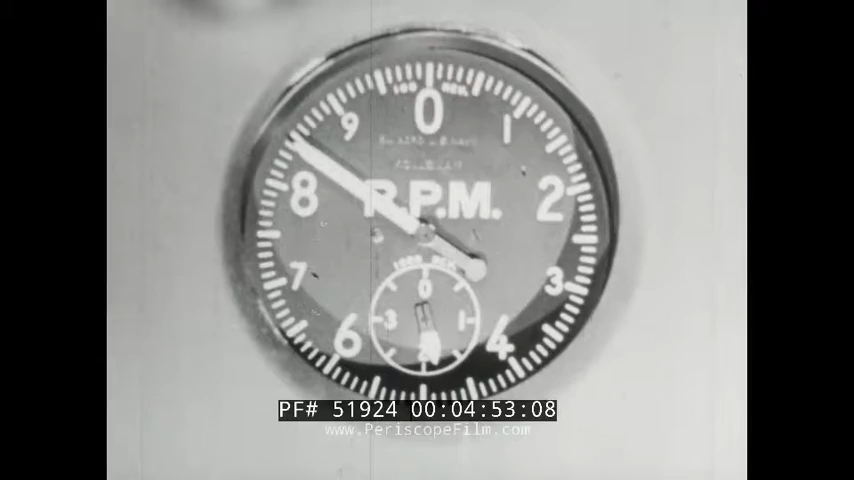 100 REV.
0
9 1
8 R.P.M. 2
7 3
1000 REV.
0
6 3 1 4
2
PF# 51924 00:04:53:08
www.PeriscopeFilm.com